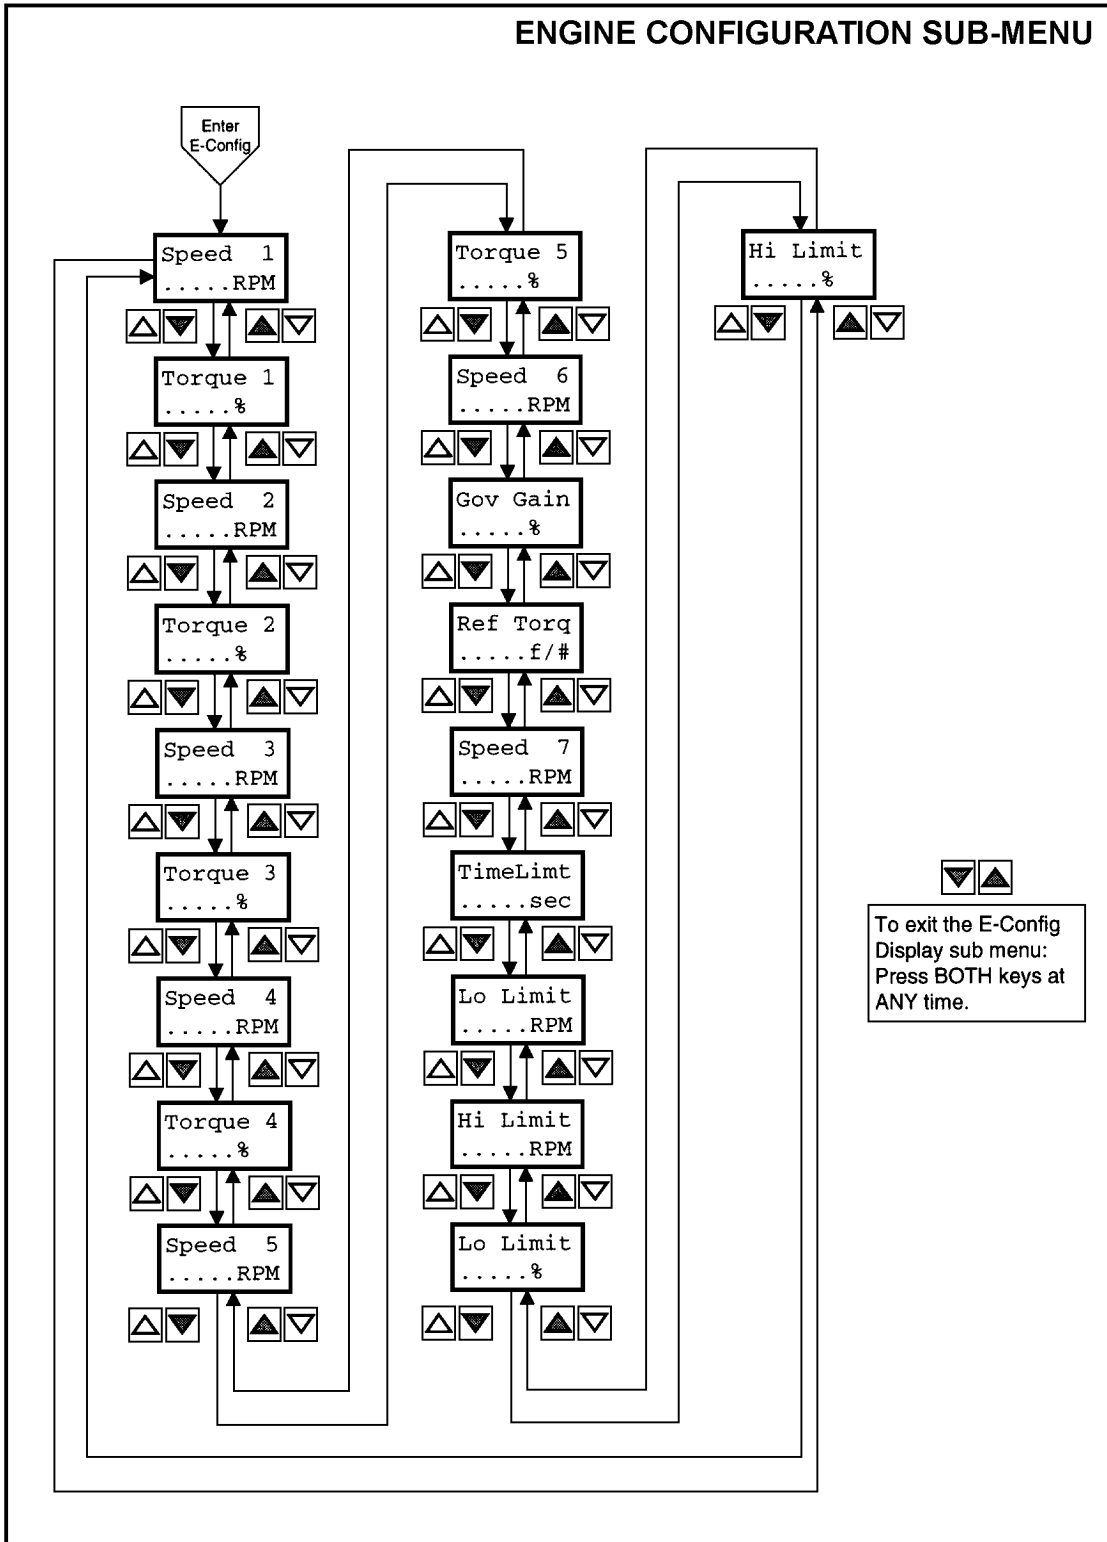 ENGINE CONFIGURATION SUB-MENU
Enter
E-Config
Speed 1
.....RPM
Torque 1
.....%
Speed 2
.....RPM
Torque 2
.....%
Speed 3
.....RPM
Torque 3
.....%
Speed 4
.....RPM
Torque 4
.....%
Speed 5
.....RPM
Torque 5
.....%
Speed 6
.....RPM
Gov Gain
.....%
Ref Torq
.....f/#
Speed 7
.....RPM
TimeLimt
.....sec
Lo Limit
.....RPM
Hi Limit
.....RPM
Lo Limit
.....%
Hi Limit
.....%
To exit the E-Config
Display sub menu:
Press BOTH keys at
ANY time.